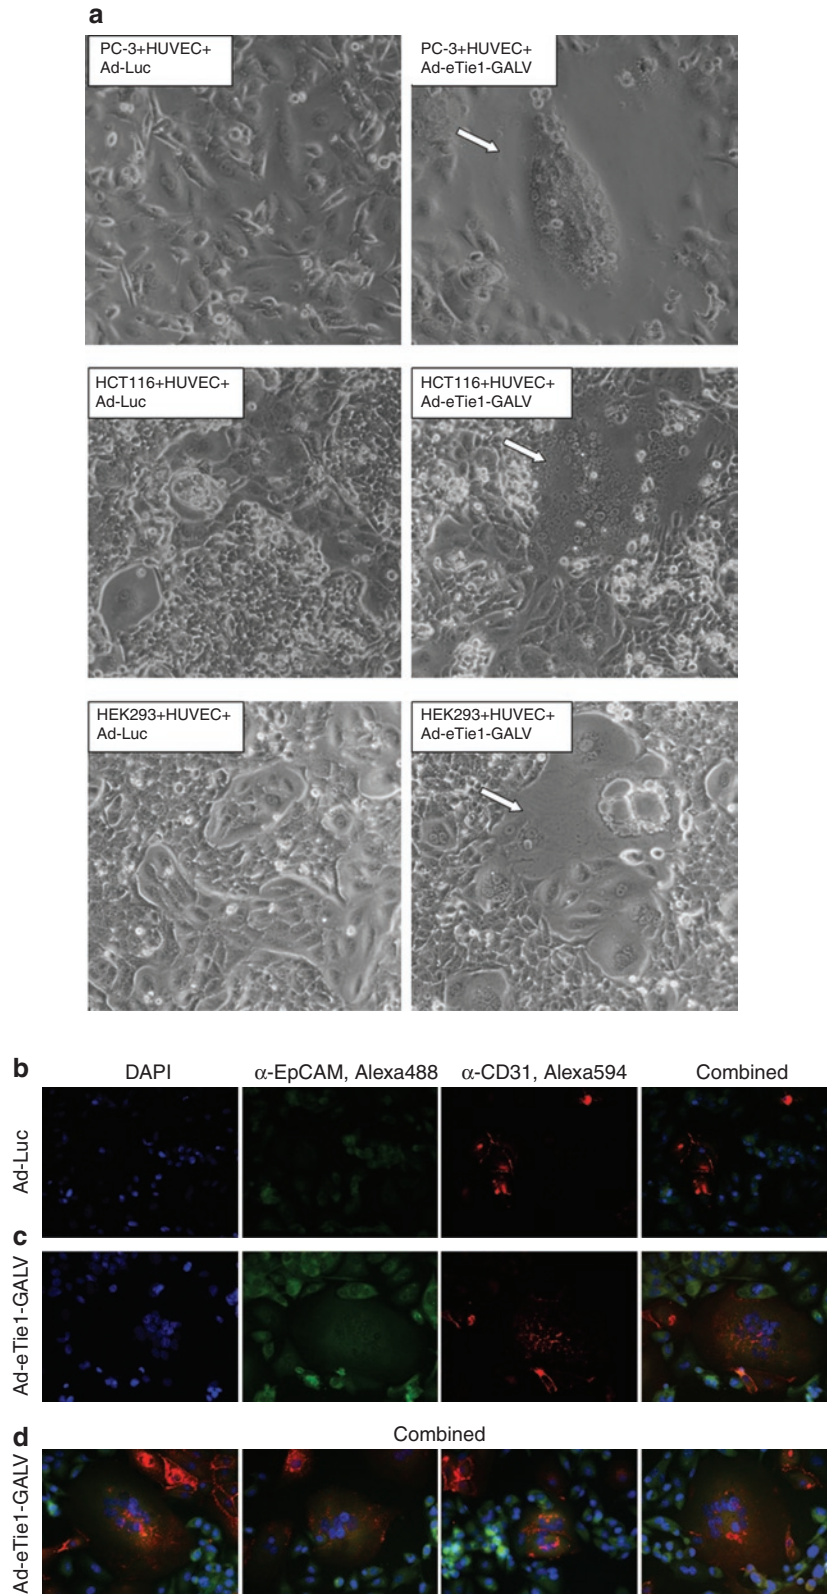 a
PC-3+HUVEC+
Ad-Luc
PC-3+HUVEC+
Ad-eTie1-GALV
HCT116+HUVEC+
Ad-Luc
HCT116+HUVEC+
Ad-eTie1-GALV
HEK293+HUVEC+
Ad-Luc
HEK293+HUVEC+
Ad-eTie1-GALV
b
DAPI
α-EpCAM, Alexa488
α-CD31, Alexa594
Combined
Ad-Luc
c
Ad-eTie1-GALV
d
Combined
Ad-eTie1-GALV